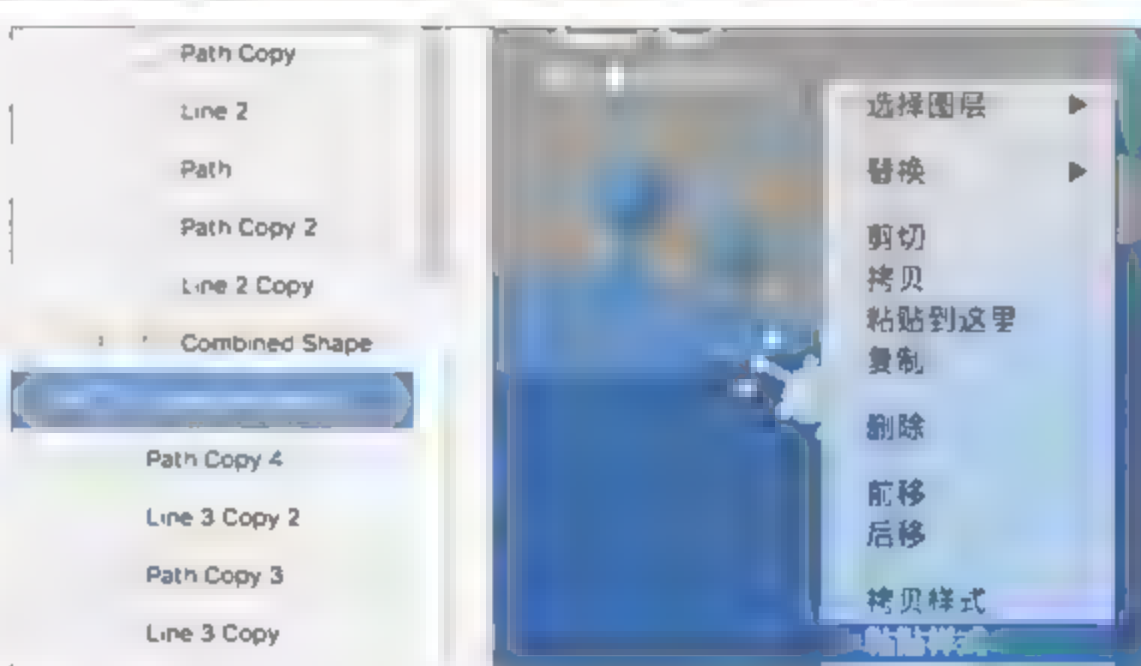 Path Copy
Line 2
Path
Path Copy 2
Line 2 Copy
Combined Shape
Path Copy 4
Line 3 Copy 2
Path Copy 3
Line 3 Copy
选择图层
替换
剪切
拷贝
粘贴到这里
复制
删除
前移
后移
拷贝样式